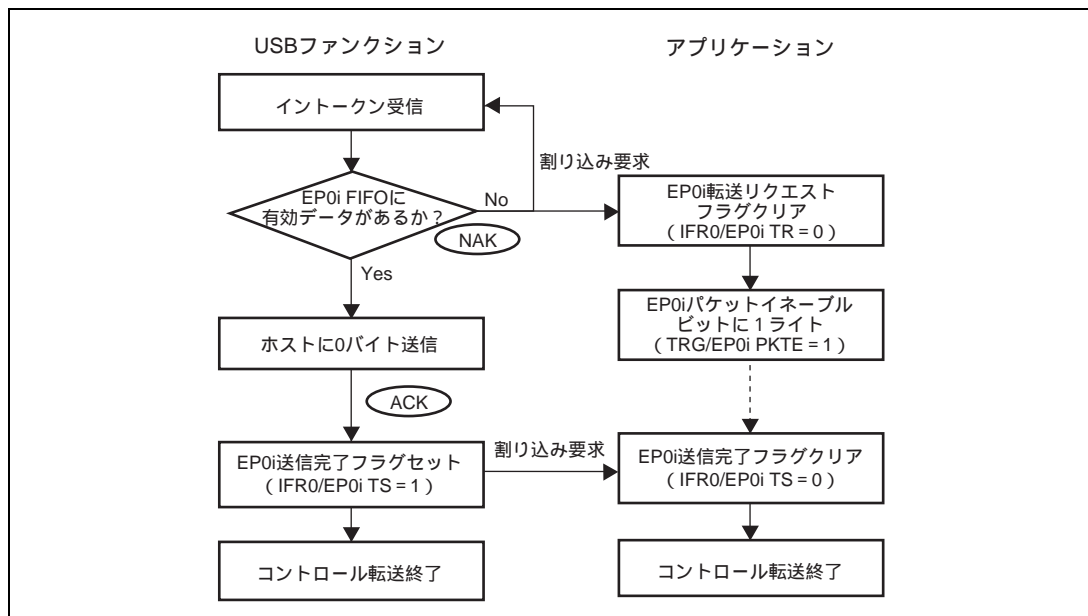 USBファンクション
アプリケーション
イントークン受信
割り込み要求
EP0i FIFOに
有効データがあるか?
No
NAK
Yes
EP0i転送リクエスト
フラグクリア
(IFR0/EP0i TR = 0)
EP0iパケットイネーブル
ビットに1ライト
(TRG/EP0i PKTE = 1)
ホストに0バイト送信
ACK
EP0i送信完了フラグセット
(IFR0/EP0i TS = 1)
割り込み要求
EP0i送信完了フラグクリア
(IFR0/EP0i TS = 0)
コントロール転送終了
コントロール転送終了